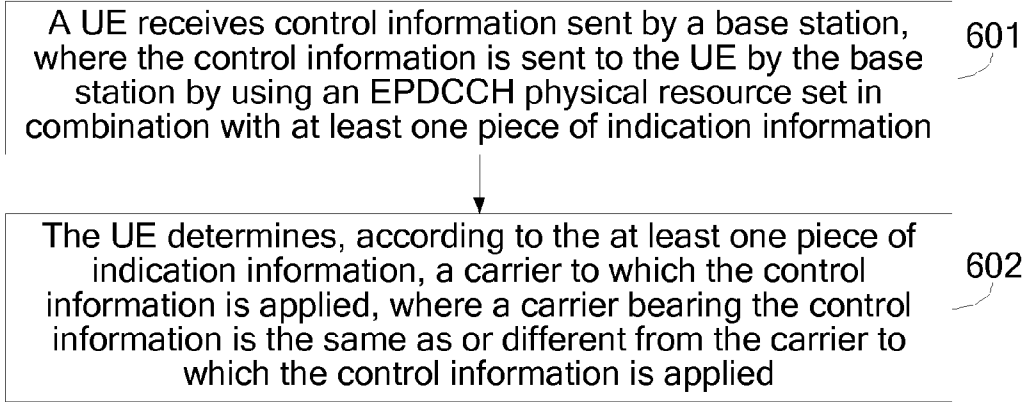 A UE receives control information sent by a base station,
where the control information is sent to the UE by the base
station by using an EPDCCH physical resource set in
combination with at least one piece of indication information
601
The UE determines, according to the at least one piece of
indication information, a carrier to which the control
information is applied, where a carrier bearing the control
information is the same as or different from the carrier to
which the control information is applied
602